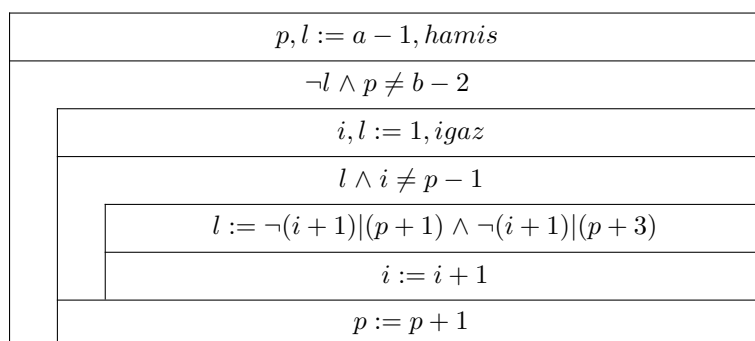 p, l := a − 1, hamis
¬l ∧ p ≠ b − 2
i, l := 1, igaz
l ∧ i ≠ p − 1
l := ¬(i + 1)|(p + 1) ∧ ¬(i + 1)|(p + 3)
i := i + 1
p := p + 1